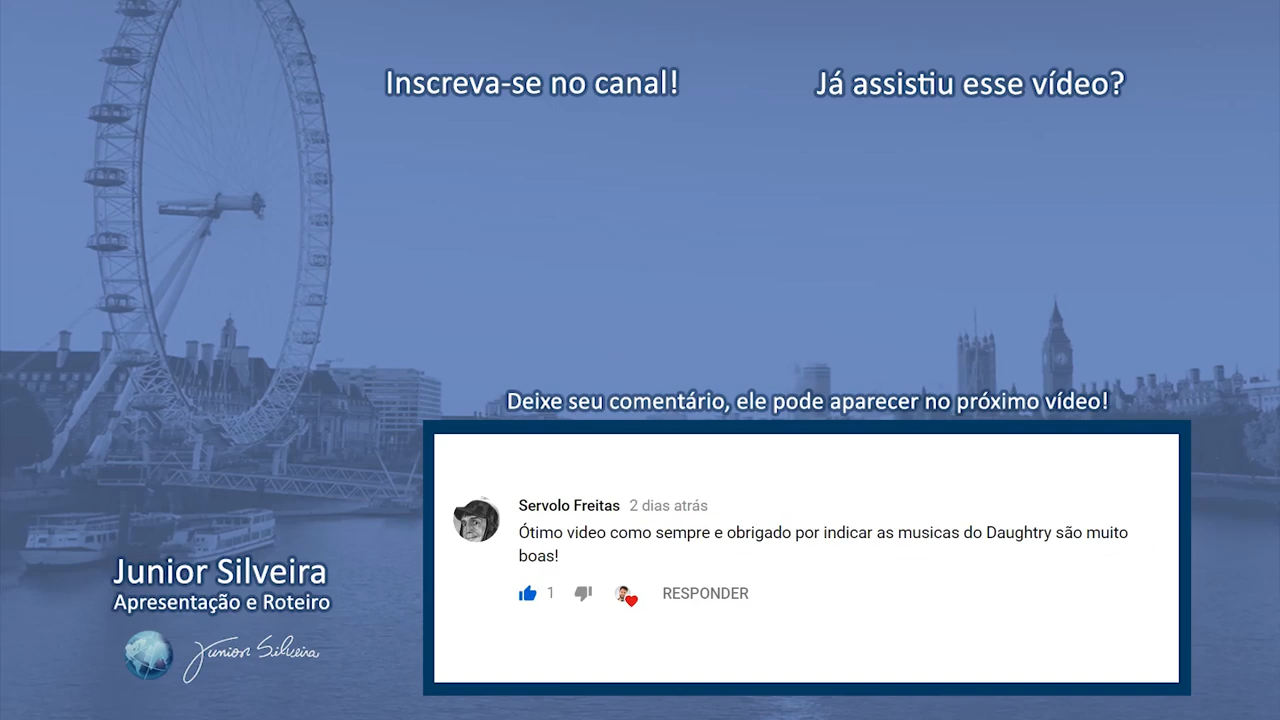 Inscreva-se no canal!
Já assistiu esse vídeo?
Deixe seu comentário, ele pode aparecer no próximo vídeo!
Servolo Freitas 2 dias atrás
Ótimo video como sempre e obrigado por indicar as musicas do Daughtry são muito
boas!
1 RESPONDER
Junior Silveira
Apresentação e Roteiro
Junior Silveira